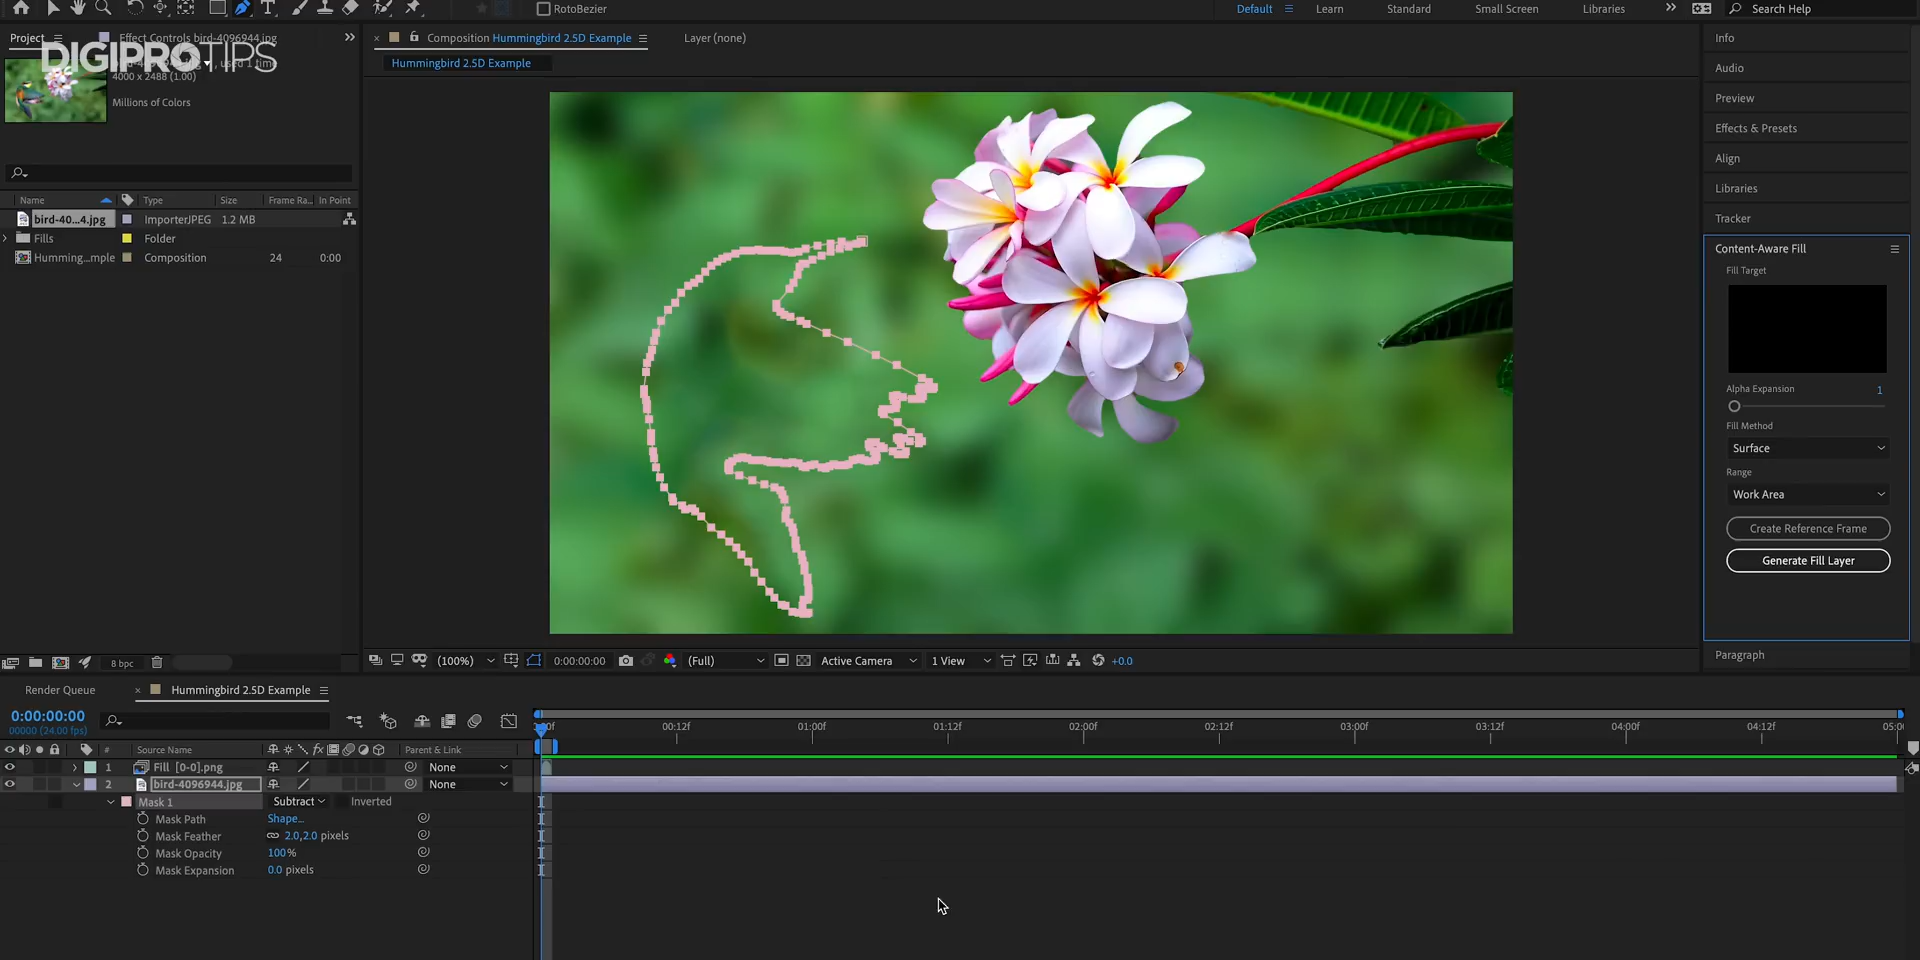 RotoBezier
Default
Learn
Standard
Small Screen
Libraries
Search Help
Project
Effect Controls bird-4096944.jpg
DIGIPROTIPS
, used 1 time
4000 x 2488 (1.00)
Millions of Colors
Composition Hummingbird 2.5D Example
Layer (none)
Hummingbird 2.5D Example
Name
Type
Size
Frame Ra...
In Point
bird-40...4.jpg
ImporterJPEG
1.2 MB
Fills
Folder
Humming...mple
Composition
24
0:00
8 bpc
(100%)
0:00:00:00
(Full)
Active Camera
1 View
+0.0
Info
Audio
Preview
Effects & Presets
Align
Libraries
Tracker
Content-Aware Fill
Fill Target
Alpha Expansion
1
Fill Method
Surface
Range
Work Area
Create Reference Frame
Generate Fill Layer
Paragraph
Render Queue
Hummingbird 2.5D Example
0:00:00:00
00000 (24.00 fps)
00:12f
01:00f
01:12f
02:00f
02:12f
03:00f
03:12f
04:00f
04:12f
05:0
#
Source Name
fx
Parent & Link
1
Fill [0-0].png
None
2
bird-4096944.jpg
None
Mask 1
Subtract
Inverted
Mask Path
Shape...
Mask Feather
2.0,2.0 pixels
Mask Opacity
100%
Mask Expansion
0.0 pixels